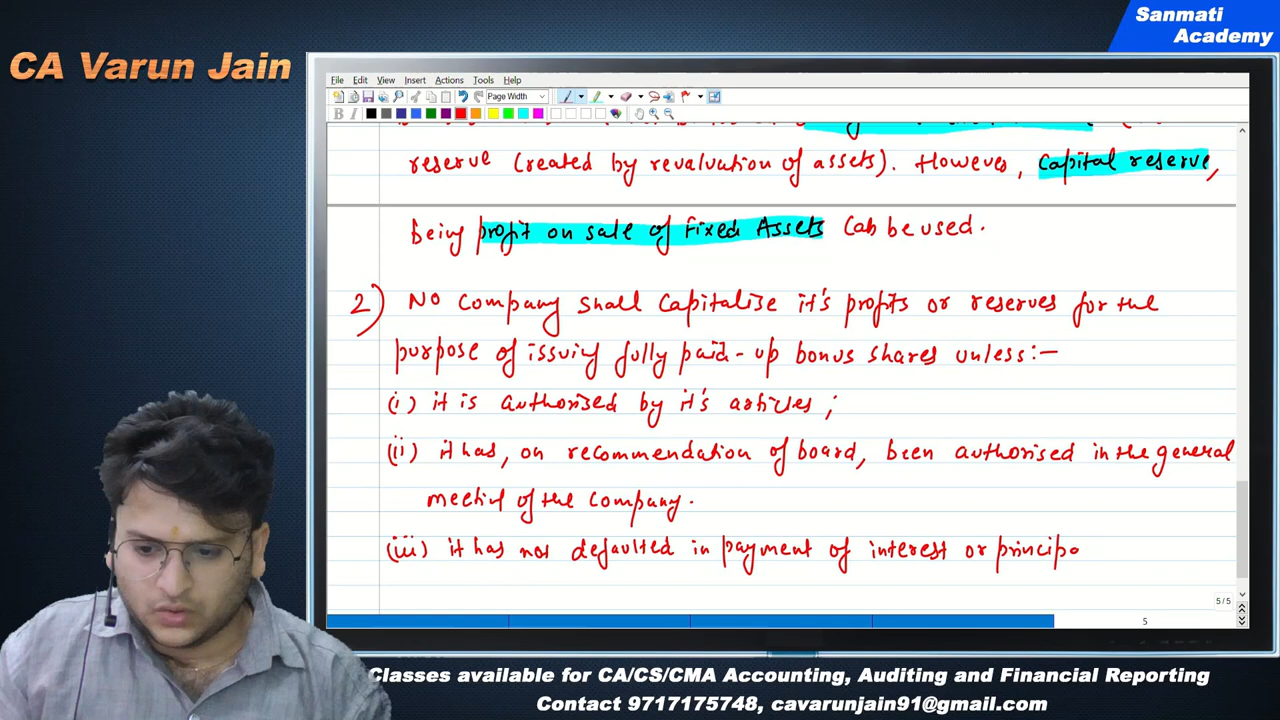 Sanmati
Academy
CA Varun Jain
File Edit View Insert Actions Tools Help
Page Width
B I
reserve (created by revaluation of assets). However, Capital reserve,
being profit on sale of Fixed Assets Can be used.
2) No company shall capitalise it's profits or reserves for the
purpose of issuing fully paid-up bonus shares unless:-
(i) it is authorised by it's articles;
(ii) it has, on recommendation of board, been authorised in the general
of the Company.
(iii) it has not defaulted in payment of interest or principa
5/5
5
Classes available for CA/CS/CMA Accounting, Auditing and Financial Reporting
Contact 9717175748, cavarunjain91@gmail.com